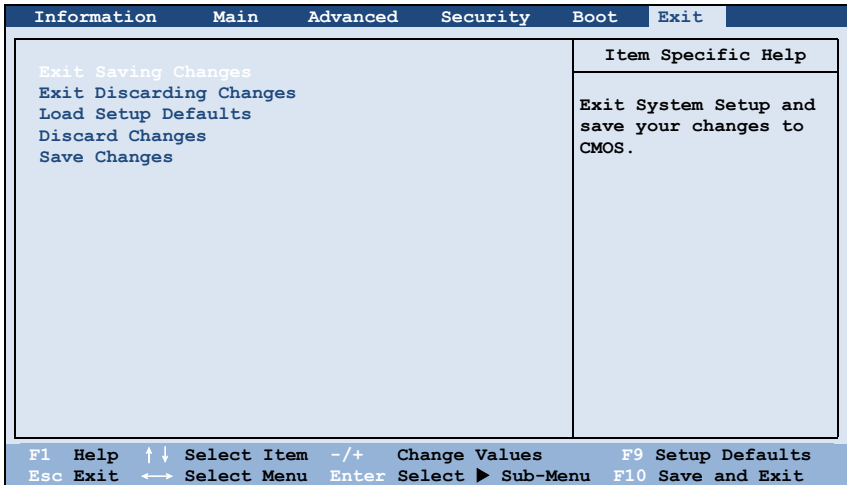 Information Main Advanced Security Boot Exit
Item Specific Help
Exit Saving Changes
Exit Discarding Changes
Load Setup Defaults
Discard Changes
Save Changes
Exit System Setup and
save your changes to
CMOS.
F1 Help ↑↓ Select Item -/+ Change Values F9 Setup Defaults
Esc Exit ←→ Select Menu Enter Select ▶ Sub-Menu F10 Save and Exit